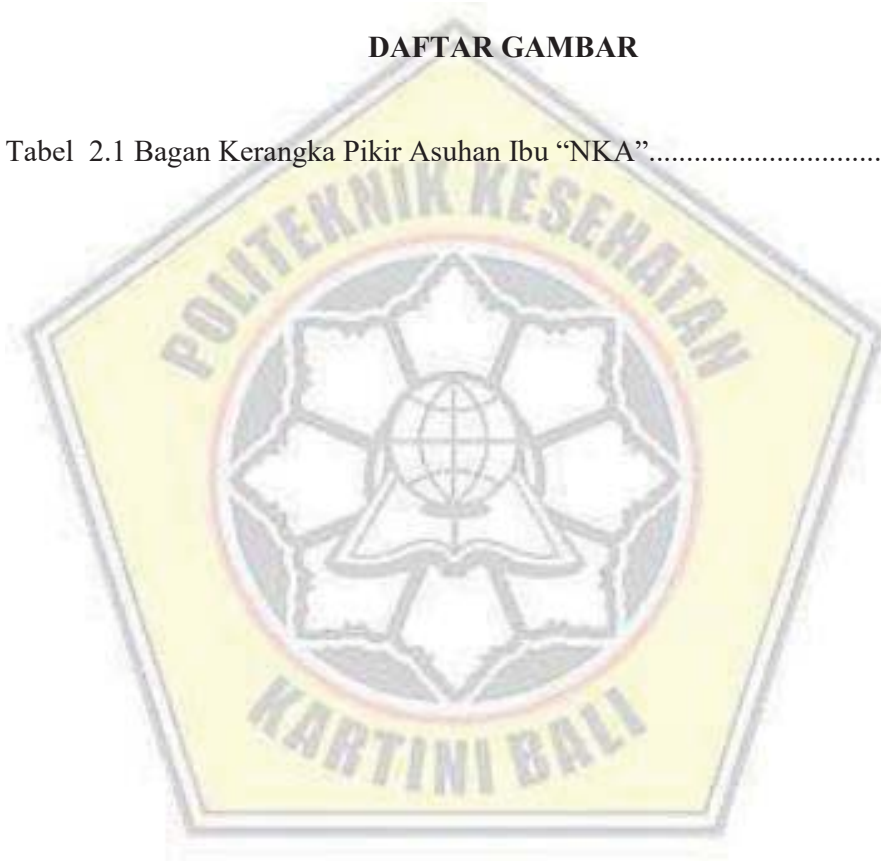 DAFTAR GAMBAR
Tabel  2.1 Bagan Kerangka Pikir Asuhan Ibu “NKA”...............................
POLITEKNIK KESEHATAN
KARTINI BALI